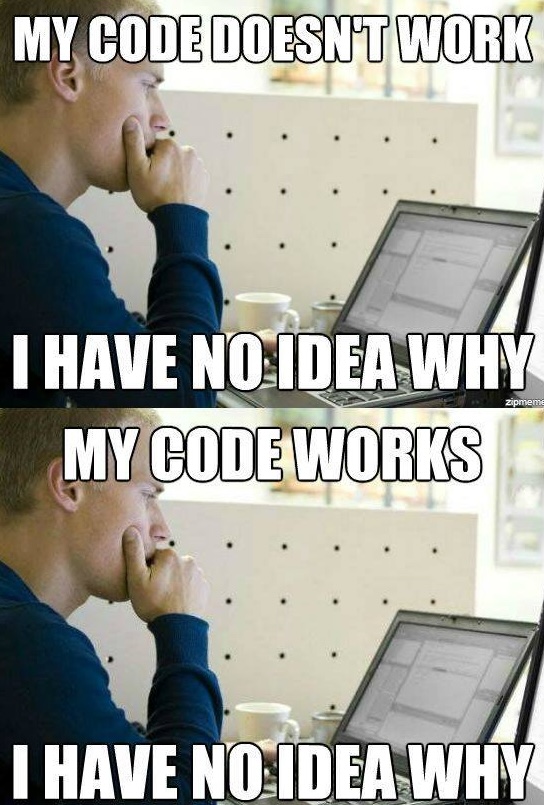 MY CODE DOESN'T WORK
I HAVE NO IDEA WHY
zipmeme
MY CODE WORKS
I HAVE NO IDEA WHY